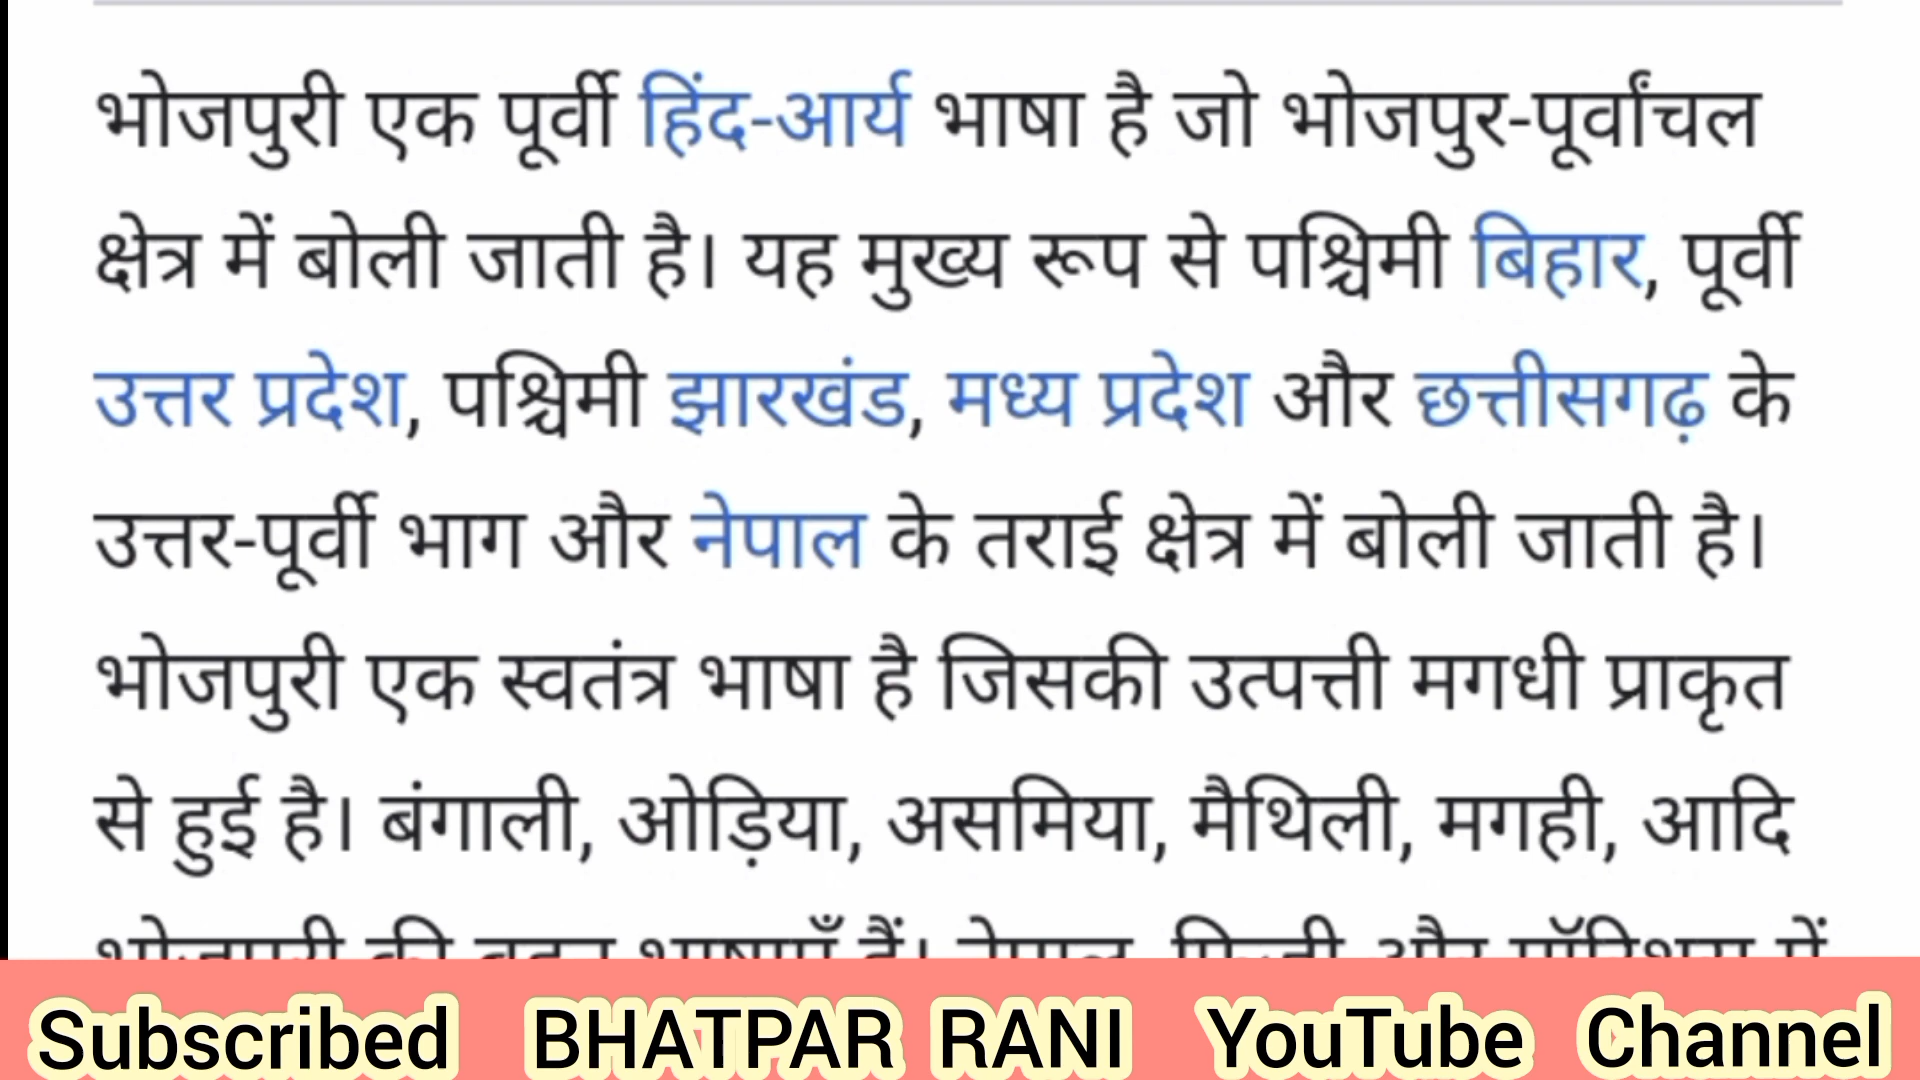 भोजपुरी एक पूर्वी हिंद-आर्य भाषा है जो भोजपुर-पूर्वांचल
क्षेत्र में बोली जाती है। यह मुख्य रूप से पश्चिमी बिहार, पूर्वी
उत्तर प्रदेश, पश्चिमी झारखंड, मध्य प्रदेश और छत्तीसगढ़ के
उत्तर-पूर्वी भाग और नेपाल के तराई क्षेत्र में बोली जाती है।
भोजपुरी एक स्वतंत्र भाषा है जिसकी उत्पत्ती मगधी प्राकृत
से हुई है। बंगाली, ओड़िया, असमिया, मैथिली, मगही, आदि
Subscribed BHATPAR RANI YouTube Channel